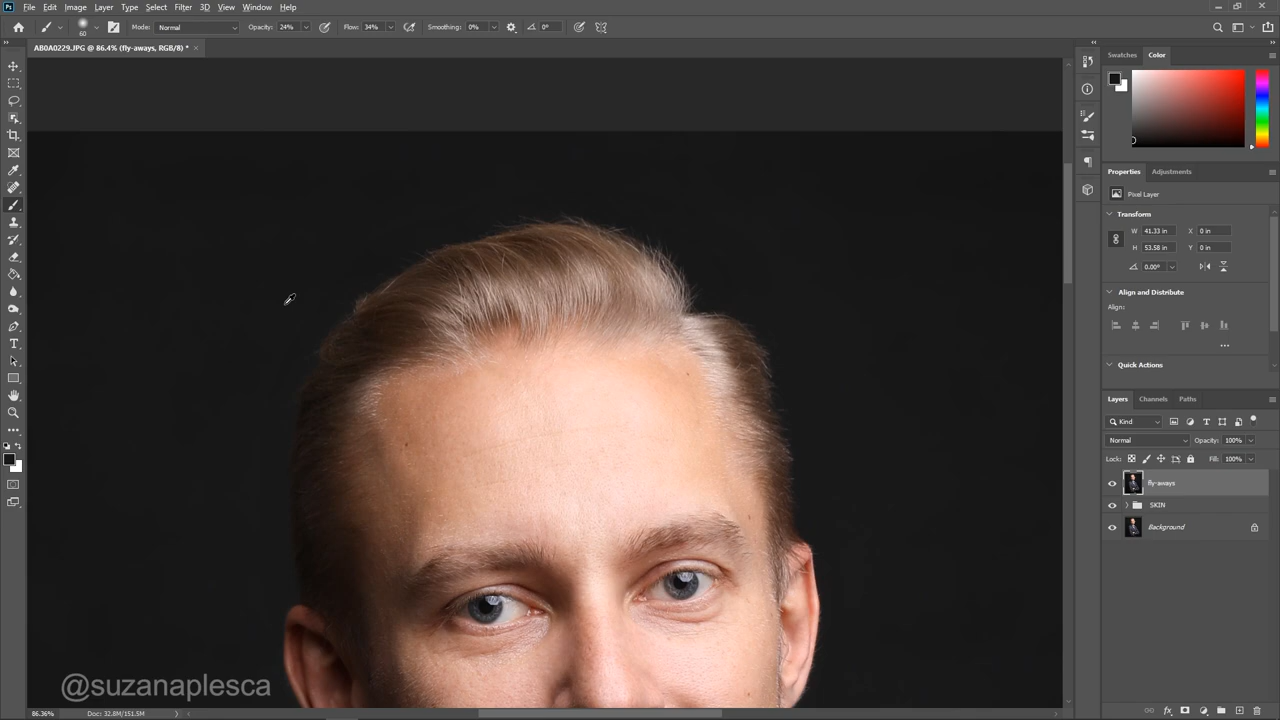 File Edit Image Layer Type Select Filter 3D View Window Help
60 Mode: Normal Opacity: 24% Flow: 34% Smoothing: 0% 0°
AB0A0229.JPG @ 86.4% (fly-aways, RGB/8) * ×
Swatches Color
Properties Adjustments
Pixel Layer
Transform
W 41.33 in X 0 in
H 53.58 in Y 0 in
0.00°
Align and Distribute
Align:
Quick Actions
Layers Channels Paths
Kind
Normal Opacity: 100%
Lock: Fill: 100%
fly-aways
SKIN
Background
@suzanaplesca
86.36% Doc: 32.8M/151.5M